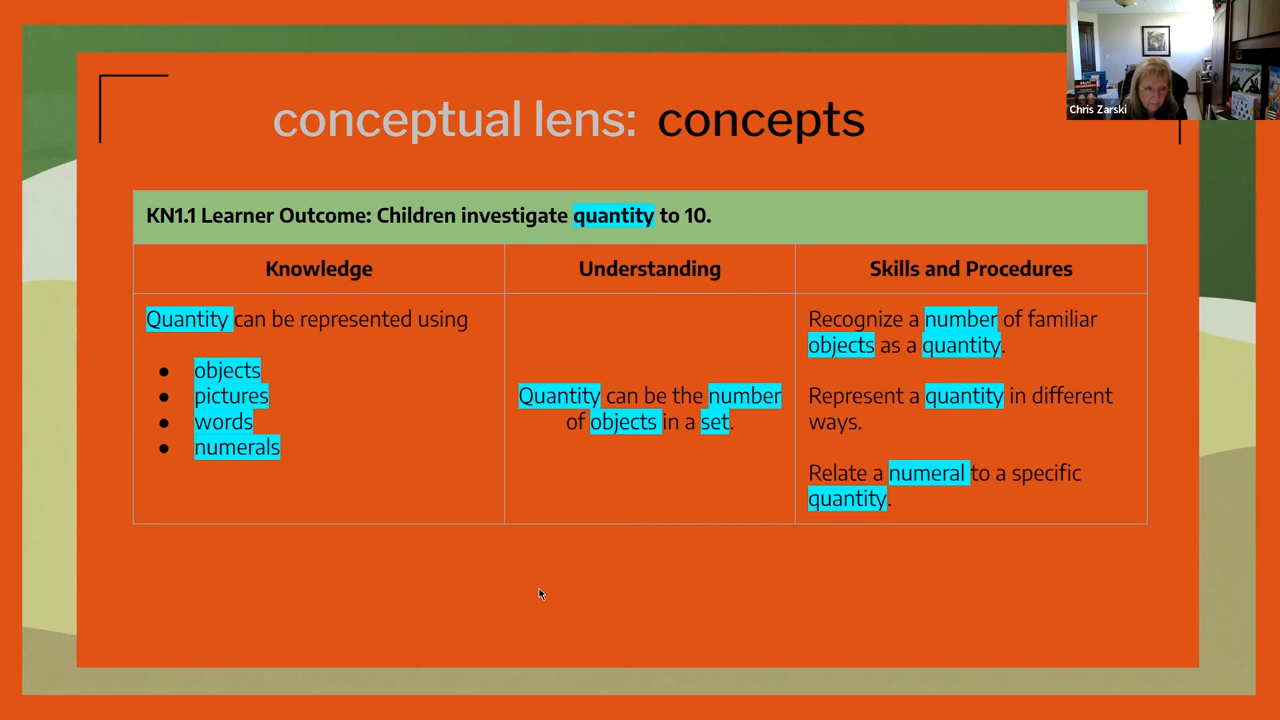 conceptual lens: concepts
Chris Zarski
KN1.1 Learner Outcome: Children investigate quantity to 10.
Knowledge
Understanding
Skills and Procedures
Quantity can be represented using
● objects
● pictures
● words
● numerals
Quantity can be the number
of objects in a set.
Recognize a number of familiar
objects as a quantity.
Represent a quantity in different
ways.
Relate a numeral to a specific
quantity.